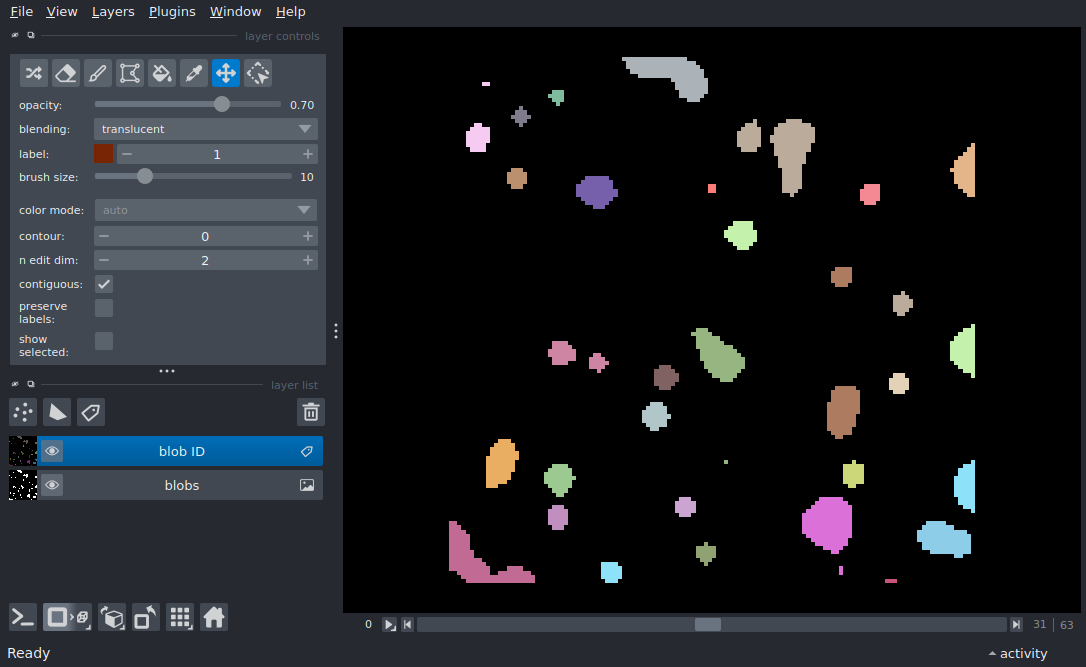 File View Layers Plugins Window Help
layer controls
opacity: 0.70
blending: translucent
label: 1
brush size: 10
color mode: auto
contour: 0
n edit dim: 2
contiguous:
preserve
labels:
show
selected:
layer list
blob ID
blobs
0 31 63
Ready activity